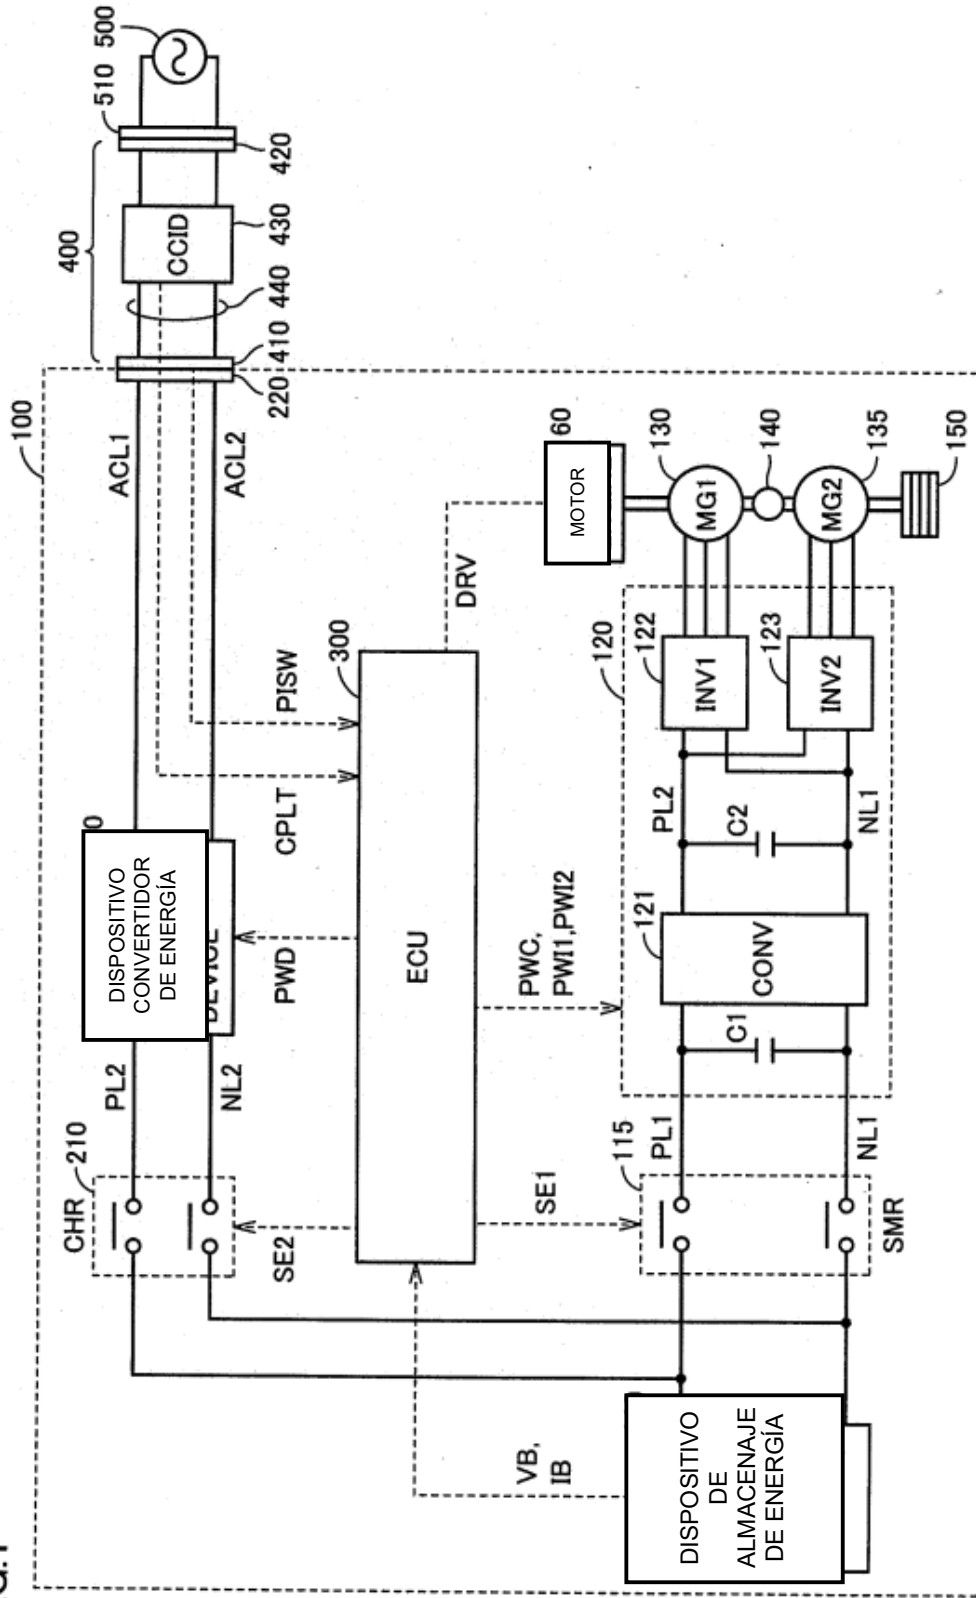 G.1
100
ACL1
ACL2
400
500
510
420
CCID
430
440
410
220
CHR
210
PL2
NL2
DISPOSITIVO
CONVERTIDOR
DE ENERGÍA
PWD
CPLT
PISW
SE2
ECU
300
DRV
MOTOR
60
130
MG1
140
MG2
135
150
VB,
IB
SE1
PWC,
PWI1,PWI2
120
DISPOSITIVO
DE
ALMACENAJE
DE ENERGÍA
115
PL1
NL1
SMR
C1
121
CONV
PL2
C2
NL1
122
INV1
123
INV2